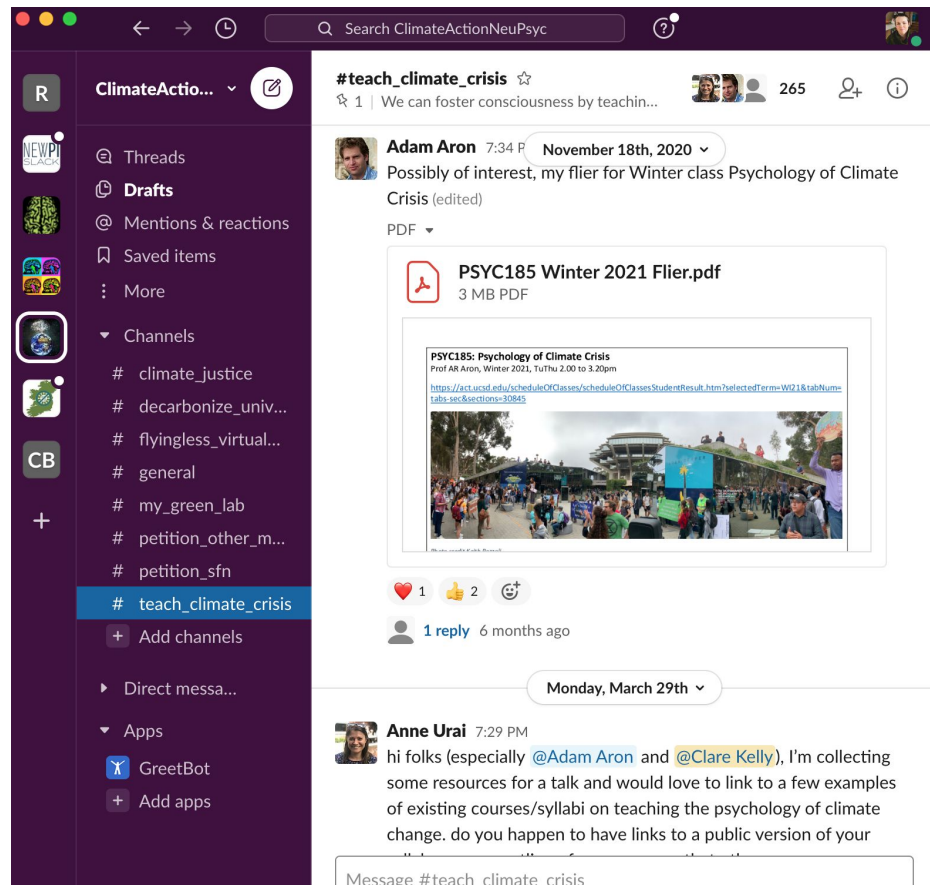 Search ClimateActionNeuPsyc
R
NEWPI
SLACK
CB
ClimateActio...
Threads
Drafts
Mentions & reactions
Saved items
More
Channels
# climate_justice
# decarbonize_univ...
# flyingless_virtual...
# general
# my_green_lab
# petition_other_m...
# petition_sfn
# teach_climate_crisis
+ Add channels
Direct messa...
Apps
GreetBot
+ Add apps
#teach_climate_crisis
1 | We can foster consciousness by teachin...
265
Adam Aron 7:34 P
November 18th, 2020
Possibly of interest, my flier for Winter class Psychology of Climate
Crisis (edited)
PDF
PSYC185 Winter 2021 Flier.pdf
3 MB PDF
PSYC185: Psychology of Climate Crisis
Prof AR Aron, Winter 2021, TuThu 2.00 to 3.20pm
https://act.ucsd.edu/scheduleOfClasses/scheduleOfClassesStudentResult.htm?selectedTerm=WI21&tabNum=
tabs-sec&sections=30845
1
2
1 reply 6 months ago
Monday, March 29th
Anne Urai 7:29 PM
hi folks (especially @Adam Aron and @Clare Kelly), I'm collecting
some resources for a talk and would love to link to a few examples
of existing courses/syllabi on teaching the psychology of climate
change. do you happen to have links to a public version of your
Message #teach_climate_crisis